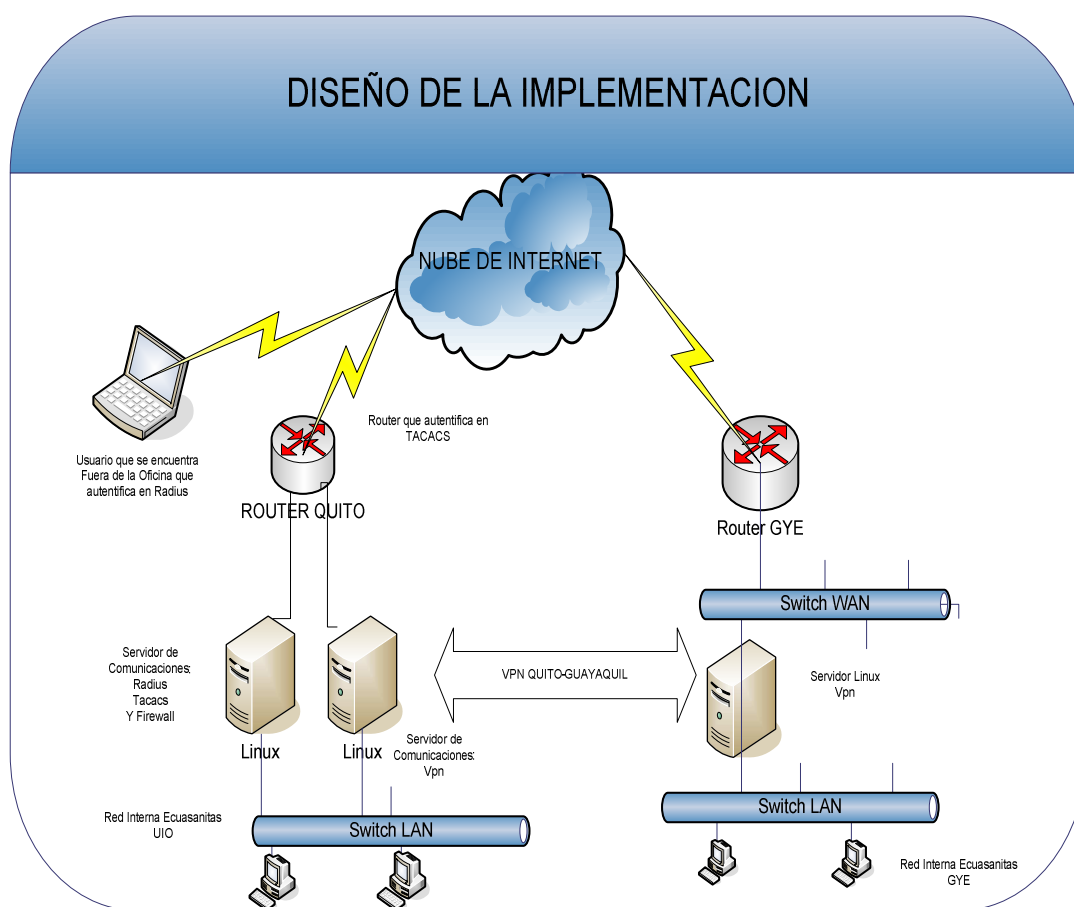 DISEÑO DE LA IMPLEMENTACION
NUBE DE INTERNET
Router que autentifica en
TACACS
Usuario que se encuentra
Fuera de la Oficina que
autentifica en Radius
ROUTER QUITO
Router GYE
Switch WAN
Servidor de
Comunicaciones:
Radius
Tacacs
Y Firewall
VPN QUITO-GUAYAQUIL
Servidor Linux
Vpn
Linux
Linux
Servidor de
Comunicaciones:
Vpn
Red Interna Ecuasanitas
UIO
Switch LAN
Switch LAN
Red Interna Ecuasanitas
GYE